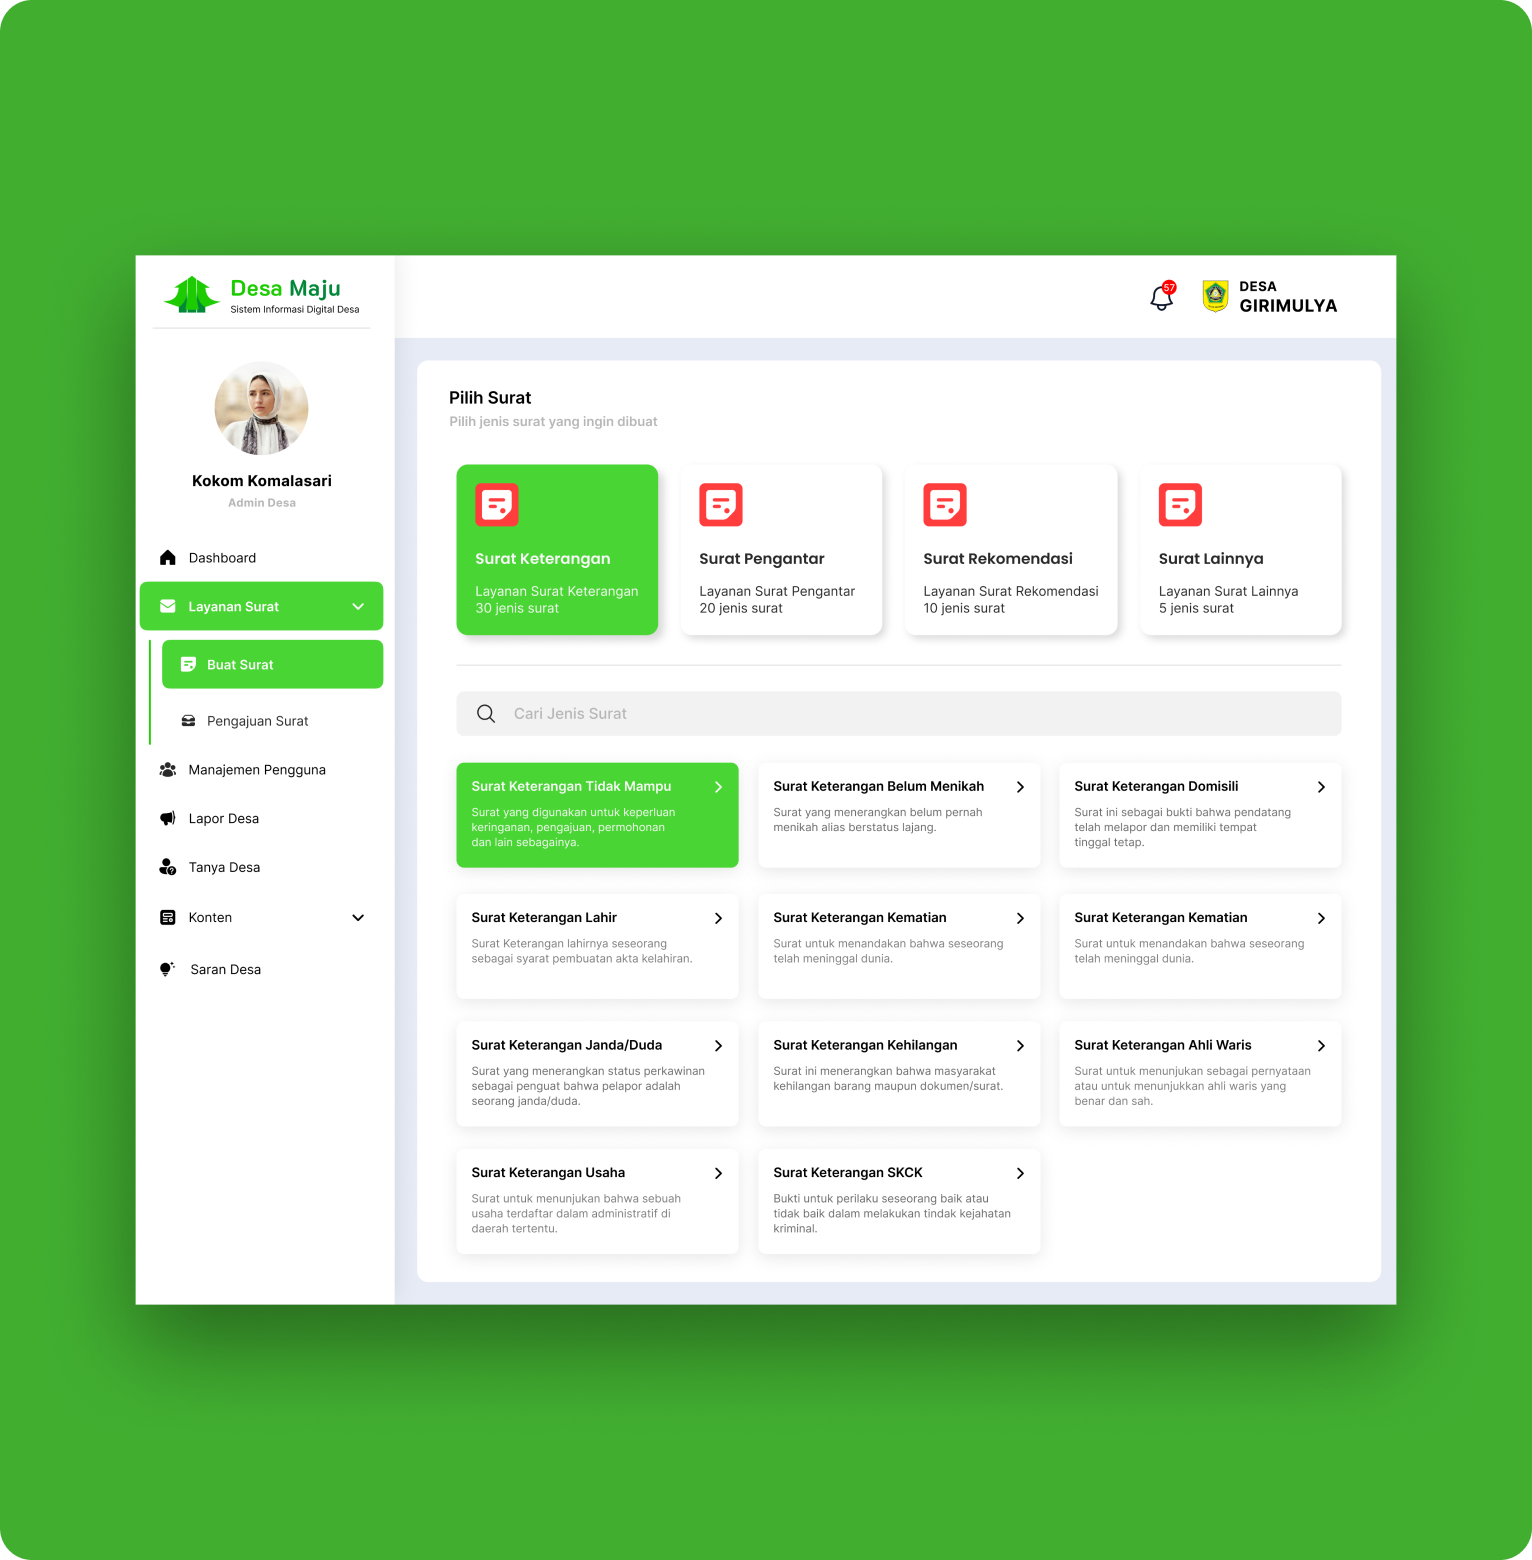 Desa Maju
Sistem Informasi Digital Desa
57
DESA
GIRIMULYA
Kokom Komalasari
Admin Desa
Dashboard
Layanan Surat
Buat Surat
Pengajuan Surat
Manajemen Pengguna
Lapor Desa
Tanya Desa
Konten
Saran Desa
Pilih Surat
Pilih jenis surat yang ingin dibuat
Surat Keterangan
Layanan Surat Keterangan
30 jenis surat
Surat Pengantar
Layanan Surat Pengantar
20 jenis surat
Surat Rekomendasi
Layanan Surat Rekomendasi
10 jenis surat
Surat Lainnya
Layanan Surat Lainnya
5 jenis surat
Cari Jenis Surat
Surat Keterangan Tidak Mampu
Surat yang digunakan untuk keperluan
keringanan, pengajuan, permohonan
dan lain sebagainya.
Surat Keterangan Belum Menikah
Surat yang menerangkan belum pernah
menikah alias berstatus lajang.
Surat Keterangan Domisili
Surat ini sebagai bukti bahwa pendatang
telah melapor dan memiliki tempat
tinggal tetap.
Surat Keterangan Lahir
Surat Keterangan lahirnya seseorang
sebagai syarat pembuatan akta kelahiran.
Surat Keterangan Kematian
Surat untuk menandakan bahwa seseorang
telah meninggal dunia.
Surat Keterangan Kematian
Surat untuk menandakan bahwa seseorang
telah meninggal dunia.
Surat Keterangan Janda/Duda
Surat yang menerangkan status perkawinan
sebagai penguat bahwa pelapor adalah
seorang janda/duda.
Surat Keterangan Kehilangan
Surat ini menerangkan bahwa masyarakat
kehilangan barang maupun dokumen/surat.
Surat Keterangan Ahli Waris
Surat untuk menunjukan sebagai pernyataan
atau untuk menunjukkan ahli waris yang
benar dan sah.
Surat Keterangan Usaha
Surat untuk menunjukan bahwa sebuah
usaha terdaftar dalam administratif di
daerah tertentu.
Surat Keterangan SKCK
Bukti untuk perilaku seseorang baik atau
tidak baik dalam melakukan tindak kejahatan
kriminal.